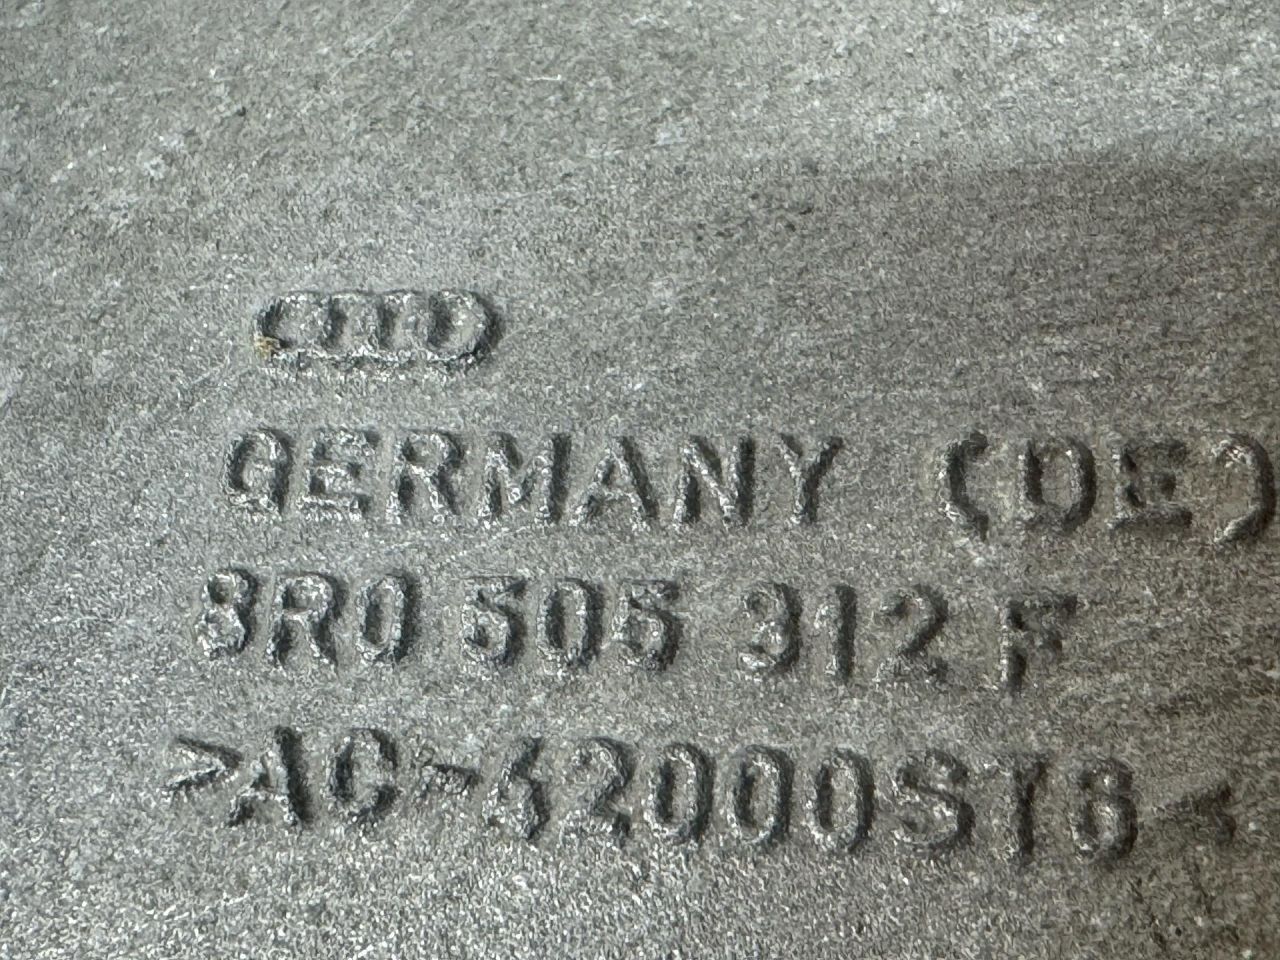 GERMANY (DE)
8R0 505 312 F
>AC-42000ST6<